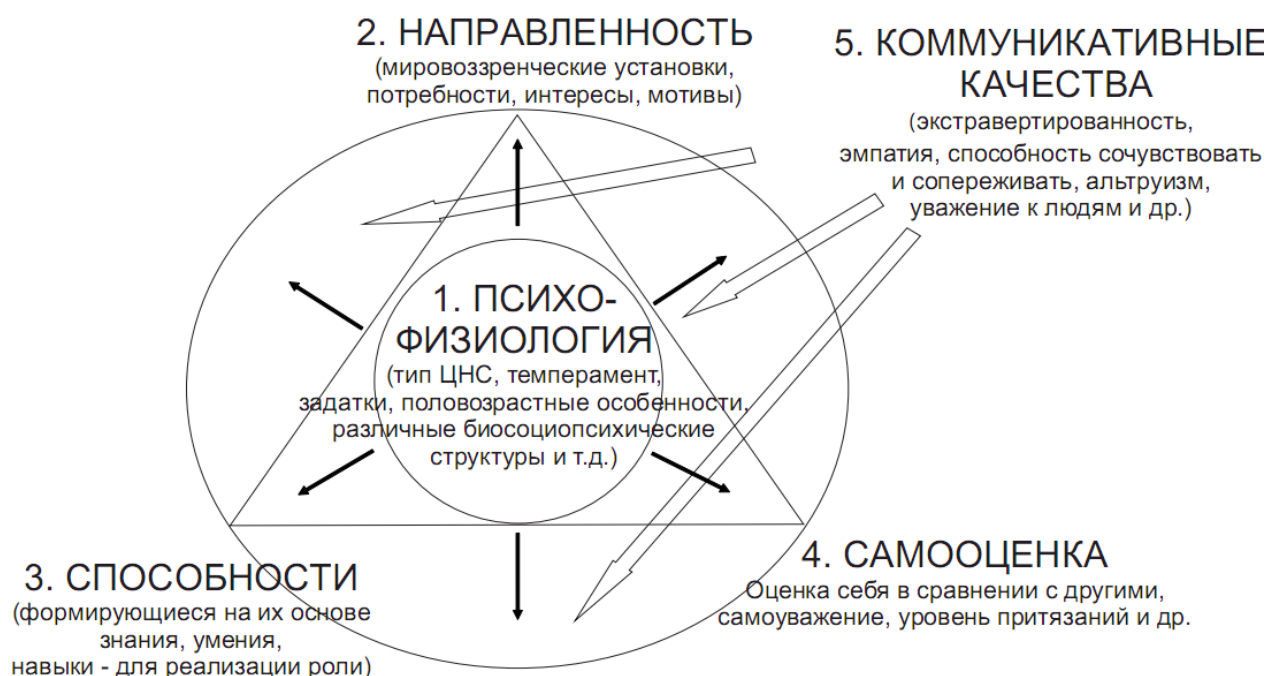 2. НАПРАВЛЕННОСТЬ
(мировоззренческие установки,
потребности, интересы, мотивы)
5. КОММУНИКАТИВНЫЕ
КАЧЕСТВА
(экстравертированность,
эмпатия, способность сочувствовать
и сопереживать, альтруизм,
уважение к людям и др.)
1. ПСИХО-
ФИЗИОЛОГИЯ
(тип ЦНС, темперамент,
задатки, половозрастные особенности,
различные биосоциопсихические
структуры и т.д.)
3. СПОСОБНОСТИ
(формирующиеся на их основе
знания, умения,
навыки - для реализации роли)
4. САМООЦЕНКА
Оценка себя в сравнении с другими,
самоуважение, уровень притязаний и др.